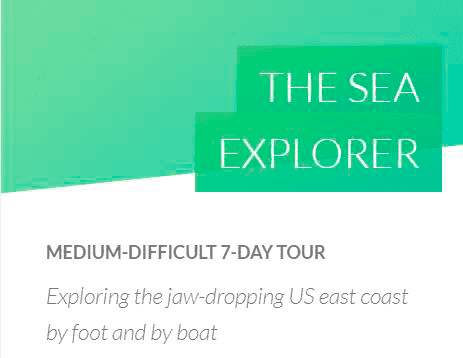 THE SEA
EXPLORER
MEDIUM-DIFFICULT 7-DAY TOUR
Exploring the jaw-dropping US east coast
by foot and by boat